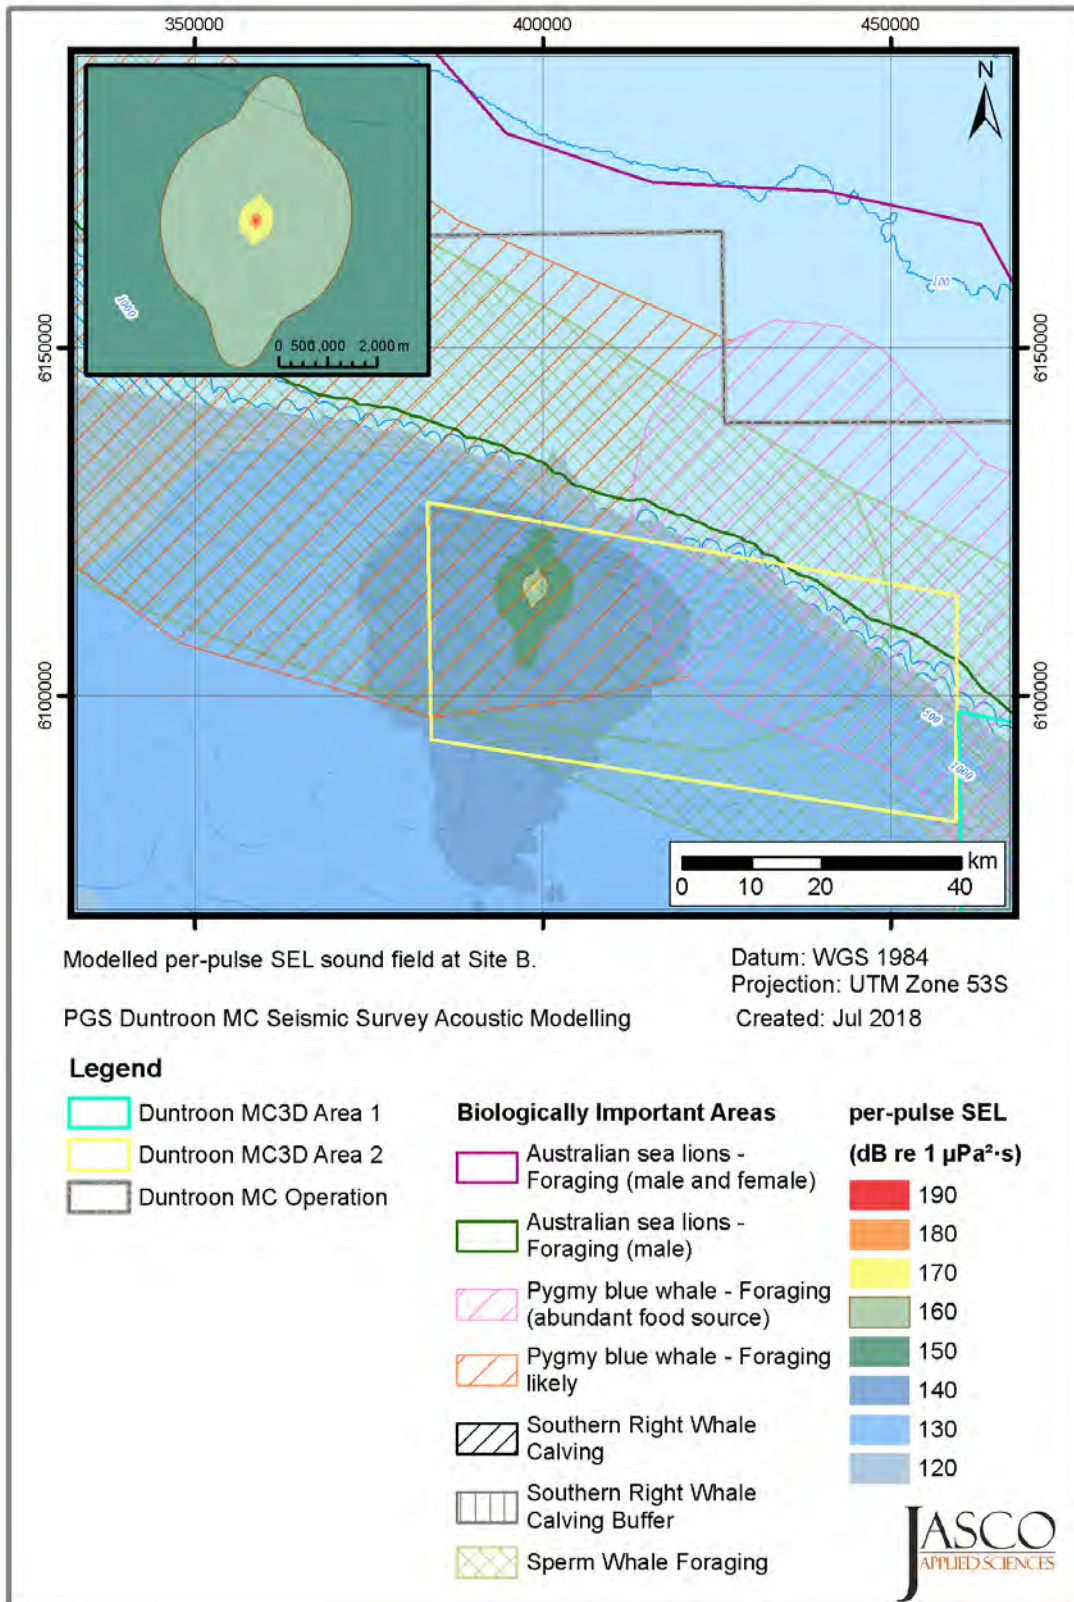 350000 400000 450000
N
1000
0 500 1,000 2,000 m
100
6150000 6150000
6100000 6100000
500
1000
km
0 10 20 40
Modelled per-pulse SEL sound field at Site B.
Datum: WGS 1984
Projection: UTM Zone 53S
PGS Duntroon MC Seismic Survey Acoustic Modelling
Created: Jul 2018
Legend
Duntroon MC3D Area 1
Duntroon MC3D Area 2
Duntroon MC Operation
Biologically Important Areas
Australian sea lions -
Foraging (male and female)
Australian sea lions -
Foraging (male)
Pygmy blue whale - Foraging
(abundant food source)
Pygmy blue whale - Foraging
likely
Southern Right Whale
Calving
Southern Right Whale
Calving Buffer
Sperm Whale Foraging
per-pulse SEL
(dB re 1 µPa²·s)
190
180
170
160
150
140
130
120
JASCO
APPLIED SCIENCES